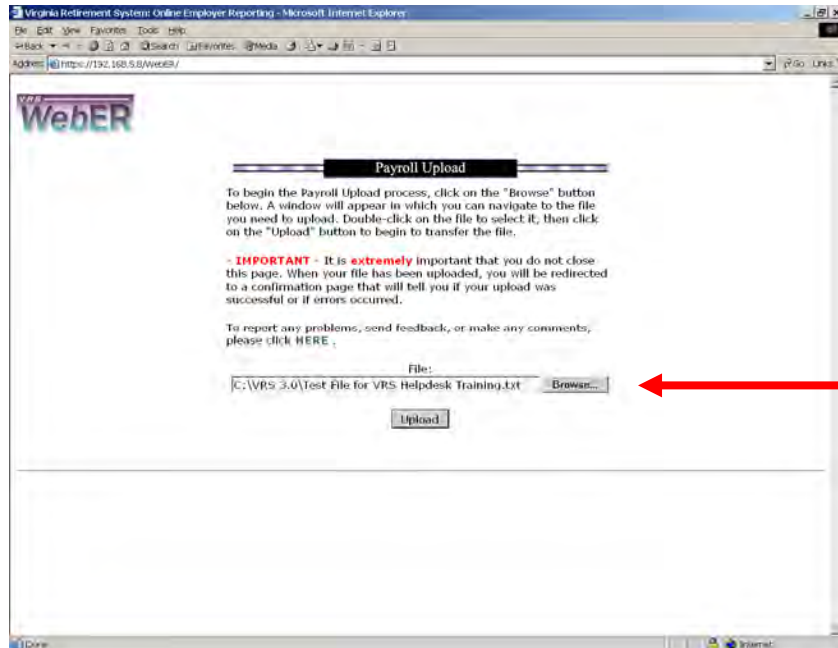 Virginia Retirement System: Online Employer Reporting - Microsoft Internet Explorer
File Edit View Favorites Tools Help
Back Search Favorites Media
Address https://192.168.5.8/WebER/ Go Links
VRS
WebER
Payroll Upload
To begin the Payroll Upload process, click on the "Browse" button
below. A window will appear in which you can navigate to the file
you need to upload. Double-click on the file to select it, then click
on the "Upload" button to begin to transfer the file.
- IMPORTANT - It is extremely important that you do not close
this page. When your file has been uploaded, you will be redirected
to a confirmation page that will tell you if your upload was
successful or if errors occurred.
To report any problems, send feedback, or make any comments,
please click HERE .
File:
C:\VRS 3.0\Test File for VRS Helpdesk Training.txt Browse...
Upload
Done Internet